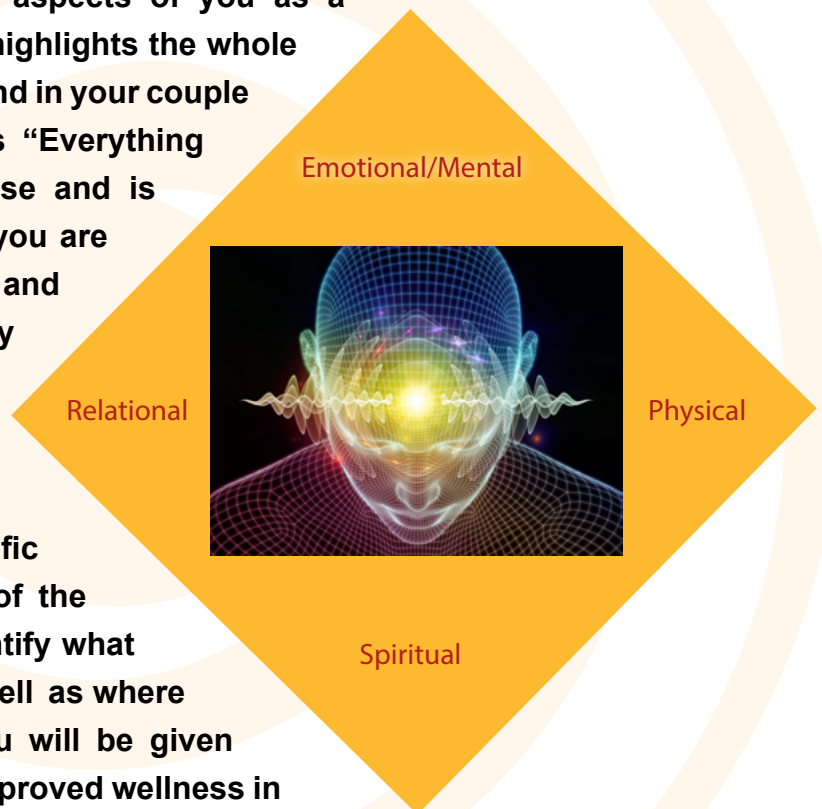 aspects of you as a
highlights the whole
nd in your couple
s “Everything
se and is
you are
and
y
fic
of the
ntify what
ell as where
u will be given
proved wellness in
Emotional/Mental
Relational
Physical
Spiritual